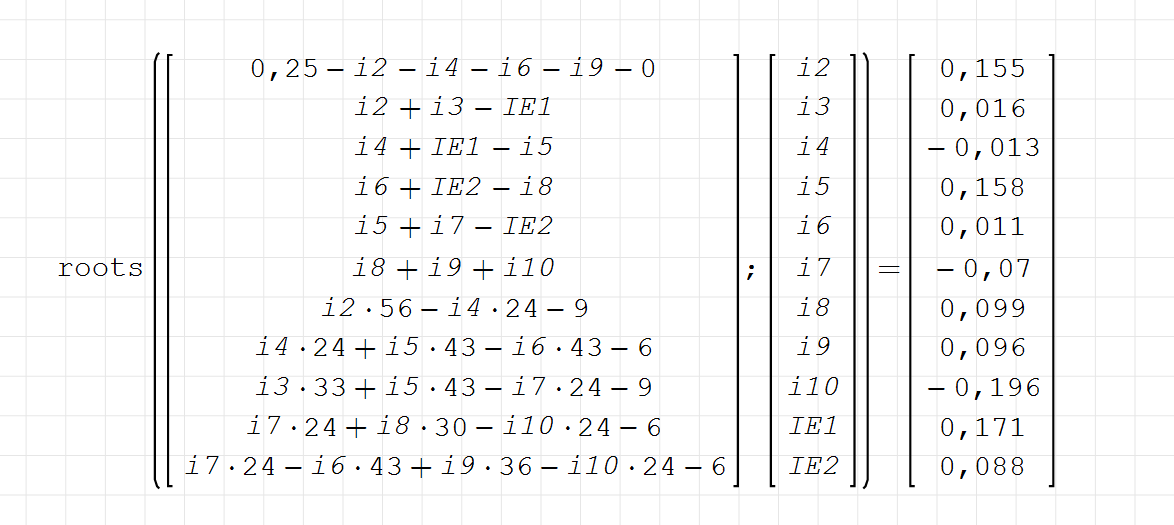 0,25−i2−i4−i6−i9−0 i2 0,155
i2+i3−IE1 i3 0,016
i4+IE1−i5 i4 −0,013
i6+IE2−i8 i5 0,158
i5+i7−IE2 i6 0,011
roots i8+i9+i10 ; i7 = −0,07
i2·56−i4·24−9 i8 0,099
i4·24+i5·43−i6·43−6 i9 0,096
i3·33+i5·43−i7·24−9 i10 −0,196
i7·24+i8·30−i10·24−6 IE1 0,171
i7·24−i6·43+i9·36−i10·24−6 IE2 0,088